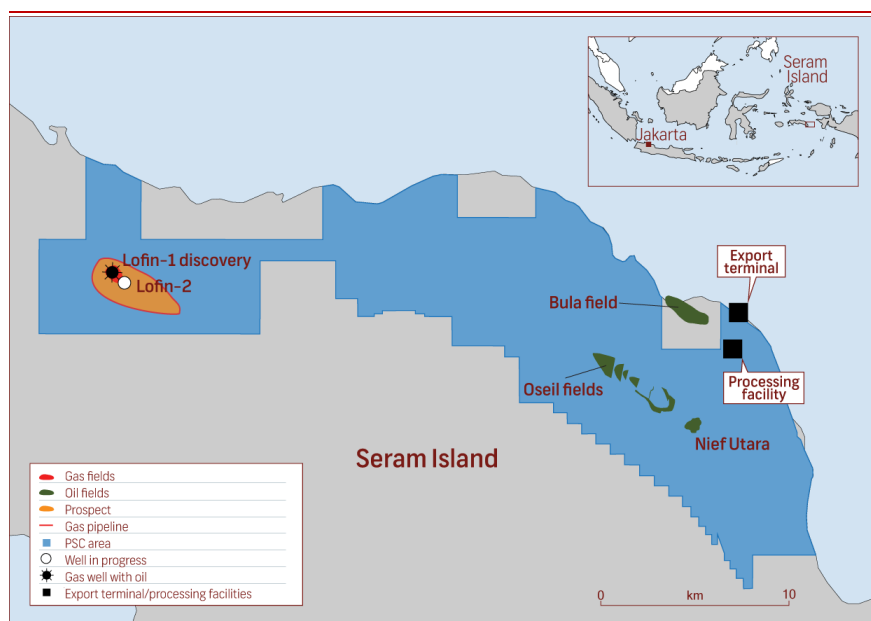 Seram
Island
Jakarta
Export
terminal
Lofin-1 discovery
Lofin-2
Bula field
Oseil fields
Processing
facility
Nief Utara
Seram Island
Gas fields
Oil fields
Prospect
Gas pipeline
PSC area
Well in progress
Gas well with oil
Export terminal/processing facilities
0 km 10